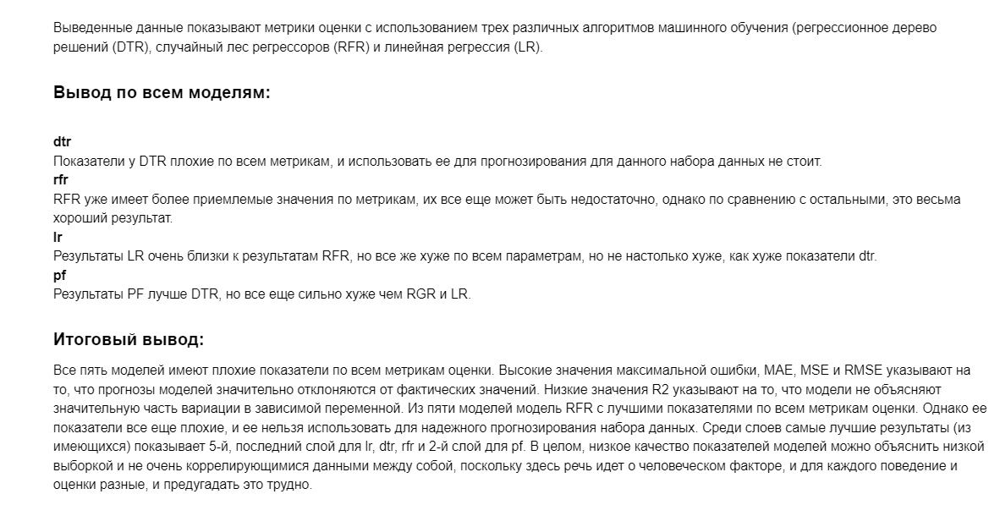 Выведенные данные показывают метрики оценки с использованием трех различных алгоритмов машинного обучения (регрессионное дерево
решений (DTR), случайный лес регрессоров (RFR) и линейная регрессия (LR).
Вывод по всем моделям:
dtr
Показатели у DTR плохие по всем метрикам, и использовать ее для прогнозирования для данного набора данных не стоит.
rfr
RFR уже имеет более приемлемые значения по метрикам, их все еще может быть недостаточно, однако по сравнению с остальными, это весьма
хороший результат.
lr
Результаты LR очень близки к результатам RFR, но все же хуже по всем параметрам, но не настолько хуже, как хуже показатели dtr.
pf
Результаты PF лучше DTR, но все еще сильно хуже чем RGR и LR.
Итоговый вывод:
Все пять моделей имеют плохие показатели по всем метрикам оценки. Высокие значения максимальной ошибки, MAE, MSE и RMSE указывают на
то, что прогнозы моделей значительно отклоняются от фактических значений. Низкие значения R2 указывают на то, что модели не объясняют
значительную часть вариации в зависимой переменной. Из пяти моделей модель RFR с лучшими показателями по всем метрикам оценки. Однако ее
показатели все еще плохие, и ее нельзя использовать для надежного прогнозирования набора данных. Среди слоев самые лучшие результаты (из
имеющихся) показывает 5-й, последний слой для lr, dtr, rfr и 2-й слой для pf. В целом, низкое качество показателей моделей можно объяснить низкой
выборкой и не очень коррелирующимися данными между собой, поскольку здесь речь идет о человеческом факторе, и для каждого поведение и
оценки разные, и предугадать это трудно.